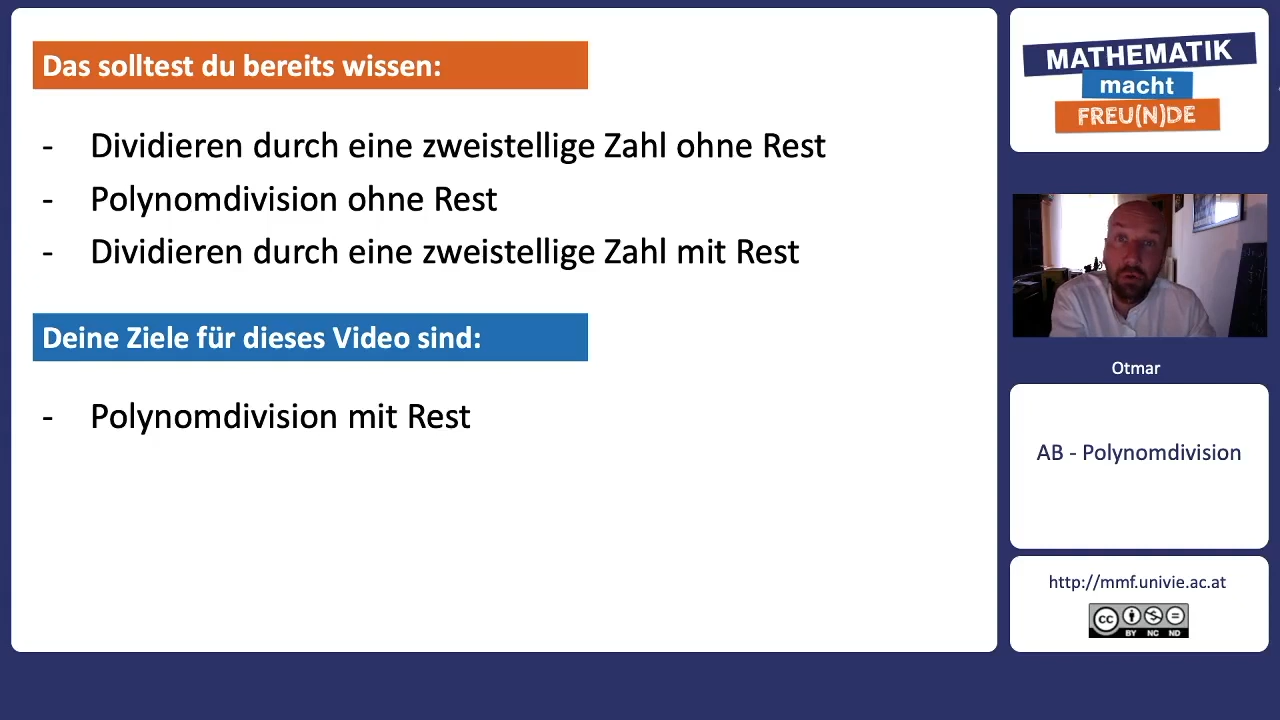 Das solltest du bereits wissen:
- Dividieren durch eine zweistellige Zahl ohne Rest
- Polynomdivision ohne Rest
- Dividieren durch eine zweistellige Zahl mit Rest
Deine Ziele für dieses Video sind:
- Polynomdivision mit Rest
MATHEMATIK
macht
FREU(N)DE
Otmar
AB - Polynomdivision
http://mmf.univie.ac.at
cc
BY NC ND